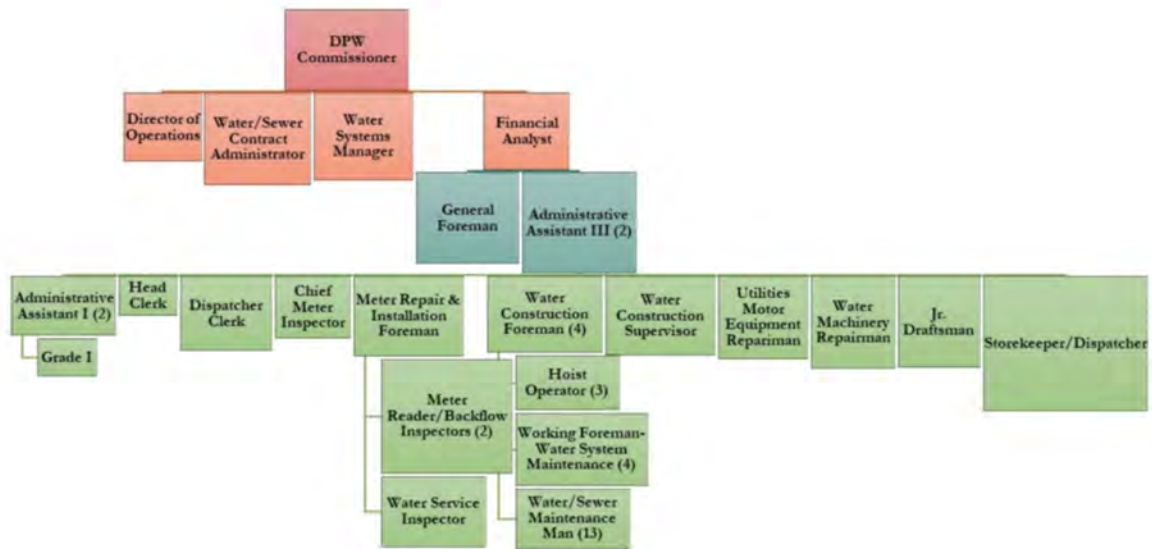 DPW
Commissioner
Director of
Operations
Water/Sewer
Contract
Administrator
Water
Systems
Manager
Financial
Analyst
General
Foreman
Administrative
Assistant III (2)
Administrative
Assistant I (2)
Head
Clerk
Dispatcher
Clerk
Chief
Meter
Inspector
Meter Repair &
Installation
Foreman
Water
Construction
Foreman (4)
Water
Construction
Supervisor
Utilities
Motor
Equipment
Repariman
Water
Machinery
Repairman
Jr.
Draftsman
Storekeeper/Dispatcher
Grade I
Meter
Reader/Backflow
Inspectors (2)
Water Service
Inspector
Hoist
Operator (3)
Working Foreman-
Water System
Maintenance (4)
Water/Sewer
Maintenance
Man (13)